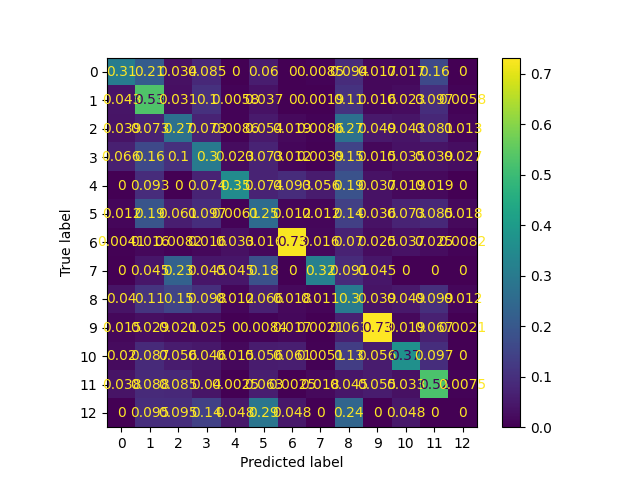 0 0.31 0.21 0.034 0.085 0 0.06 0 0.0085 0.094 0.017 0.017 0.16 0
1 0.041 0.53 0.031 0.1 0.0058 0.037 0 0.0019 0.11 0.016 0.023 0.097 0.0058
2 0.039 0.073 0.27 0.073 0.0086 0.054 0.019 0.0086 0.27 0.049 0.043 0.081 0.013
3 0.066 0.16 0.1 0.3 0.023 0.073 0.012 0.0039 0.15 0.015 0.035 0.039 0.027
4 0 0.093 0 0.074 0.35 0.074 0.093 0.056 0.19 0.037 0.019 0.019 0
5 0.012 0.19 0.061 0.097 0.0061 0.25 0.012 0.012 0.14 0.036 0.073 0.085 0.018
6 0.0041 0.016 0.0082 0.016 0.033 0.016 0.73 0.016 0.07 0.025 0.037 0.025 0.0082
7 0 0.045 0.23 0.045 0.045 0.18 0 0.32 0.091 0.045 0 0 0
8 0.04 0.11 0.15 0.098 0.012 0.066 0.018 0.011 0.3 0.039 0.049 0.099 0.012
9 0.015 0.029 0.021 0.025 0 0.0084 0.017 0.0021 0.063 0.73 0.019 0.067 0.0021
10 0.02 0.087 0.056 0.046 0.015 0.056 0.061 0.0051 0.13 0.056 0.097 0
11 0.038 0.088 0.085 0.04 0.0025 0.063 0.0025 0.018 0.045 0.055 0.033 0.0075
12 0 0.095 0.095 0.14 0.048 0.29 0.048 0 0.24 0 0.048 0 0
0 1 2 3 4 5 6 7 8 9 10 11 12
Predicted label
True label
0.7
0.6
0.5
0.4
0.3
0.2
0.1
0.0